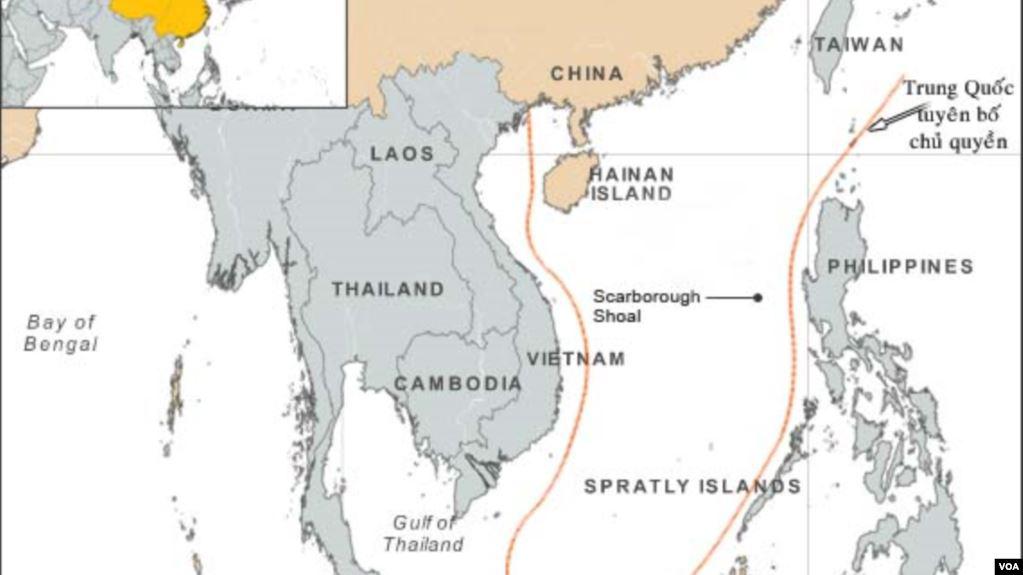 TAIWAN
CHINA
Trung Quốc
tuyên bố
chủ quyền
LAOS
HAINAN
ISLAND
PHILIPPINES
THAILAND
Scarborough
Shoal
Bay of
Bengal
VIETNAM
CAMBODIA
SPRATLY ISLANDS
Gulf of
Thailand
VOA